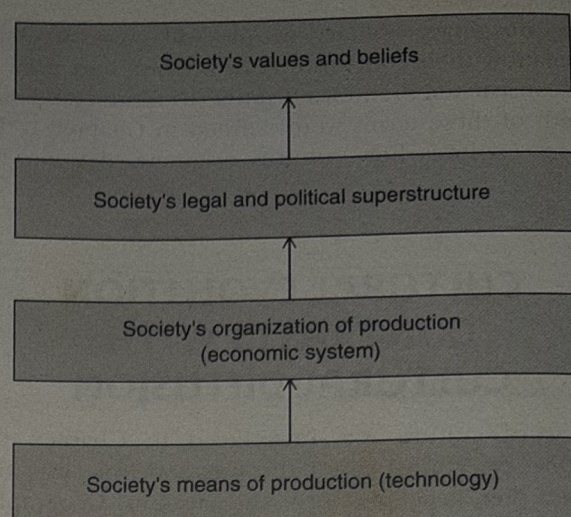 Society's values and beliefs
Society's legal and political superstructure
Society's organization of production
(economic system)
Society's means of production (technology)